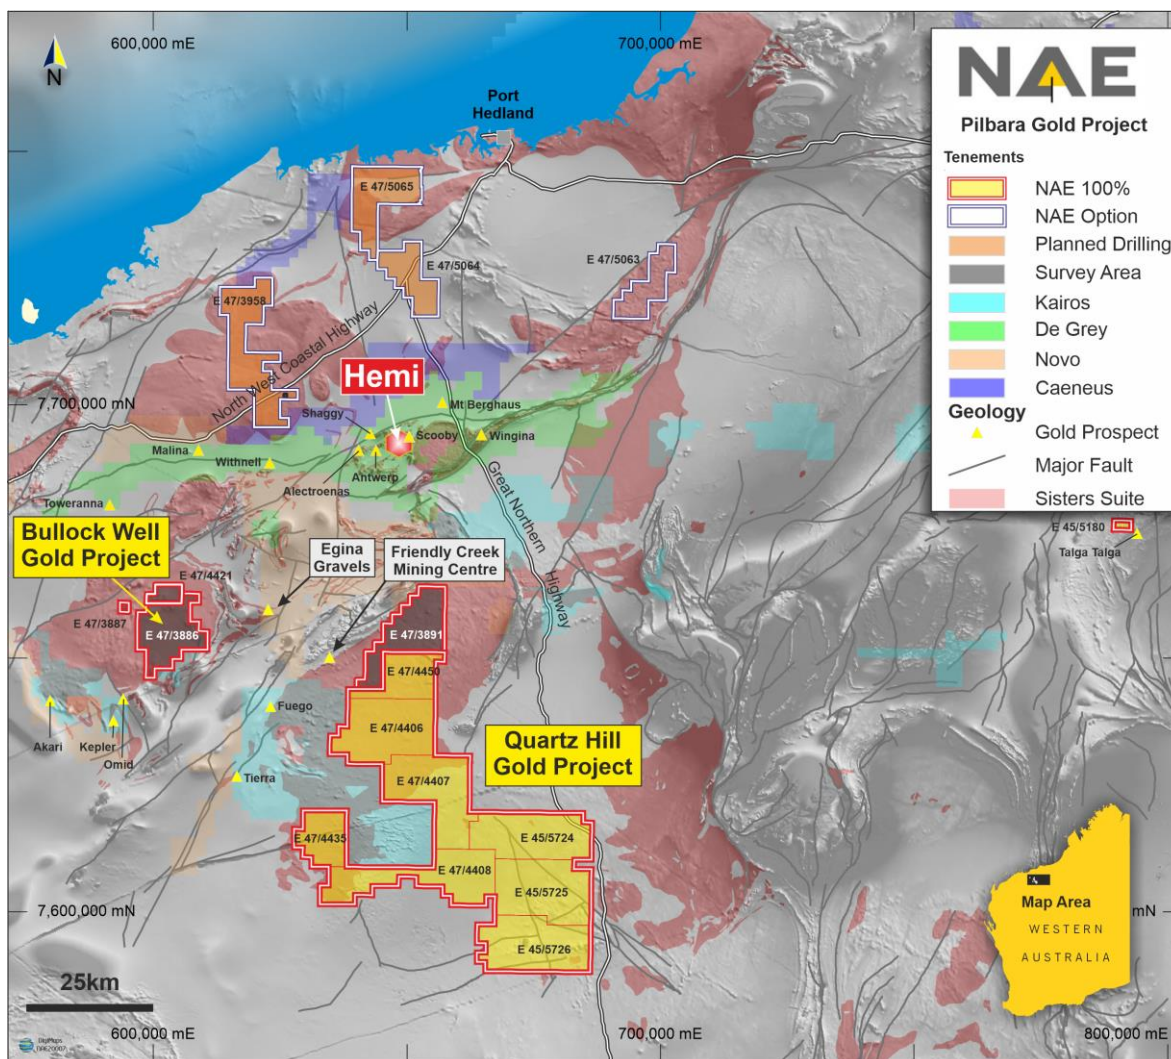 600,000 mE
700,000 mE
N
Port
Hedland
NAE
Pilbara Gold Project
Tenements
NAE 100%
NAE Option
Planned Drilling
Survey Area
Kairos
De Grey
Novo
Caeneus
Geology
Gold Prospect
Major Fault
Sisters Suite
E 47/5065
E 47/5064
E 47/5063
E 47/3958
North West Coastal Highway
7,700,000 mN
Hemi
Mt Berghaus
Shaggy
Scooby
Wingina
Malina
Withnell
Antwerp
Alectroenas
Great Northern
Highway
Toweranna
Bullock Well
Gold Project
Egina
Gravels
Friendly Creek
Mining Centre
E 45/5180
Talga Talga
E 47/4421
E 47/3887
E 47/3886
E 47/3891
E 47/4450
Fuego
E 47/4406
Akari
Kepler
Omid
Quartz Hill
Gold Project
Tierra
E 47/4407
E 47/4435
E 45/5724
E 47/4408
E 45/5725
E 45/5726
7,600,000 mN
mN
Map Area
WESTERN
AUSTRALIA
25km
600,000 mE
700,000 mE
800,000 mE
DigMaps